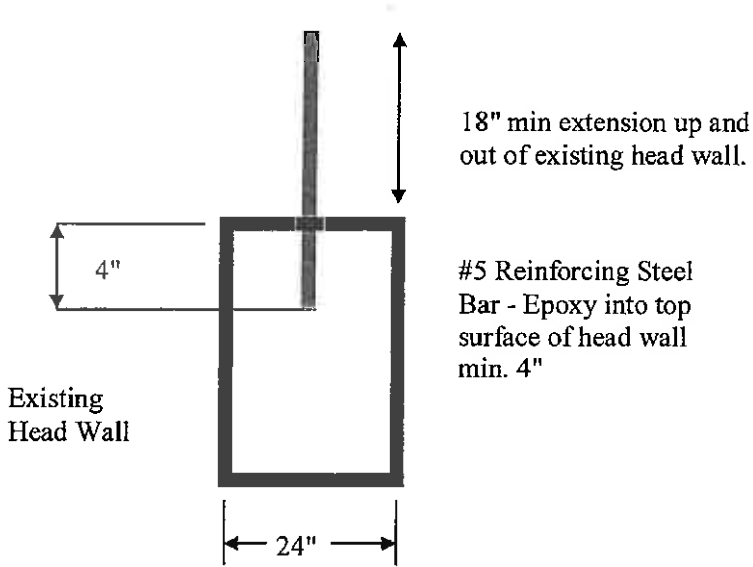 18" min extension up and
out of existing head wall.
4"
#5 Reinforcing Steel
Bar - Epoxy into top
surface of head wall
min. 4"
Existing
Head Wall
24"